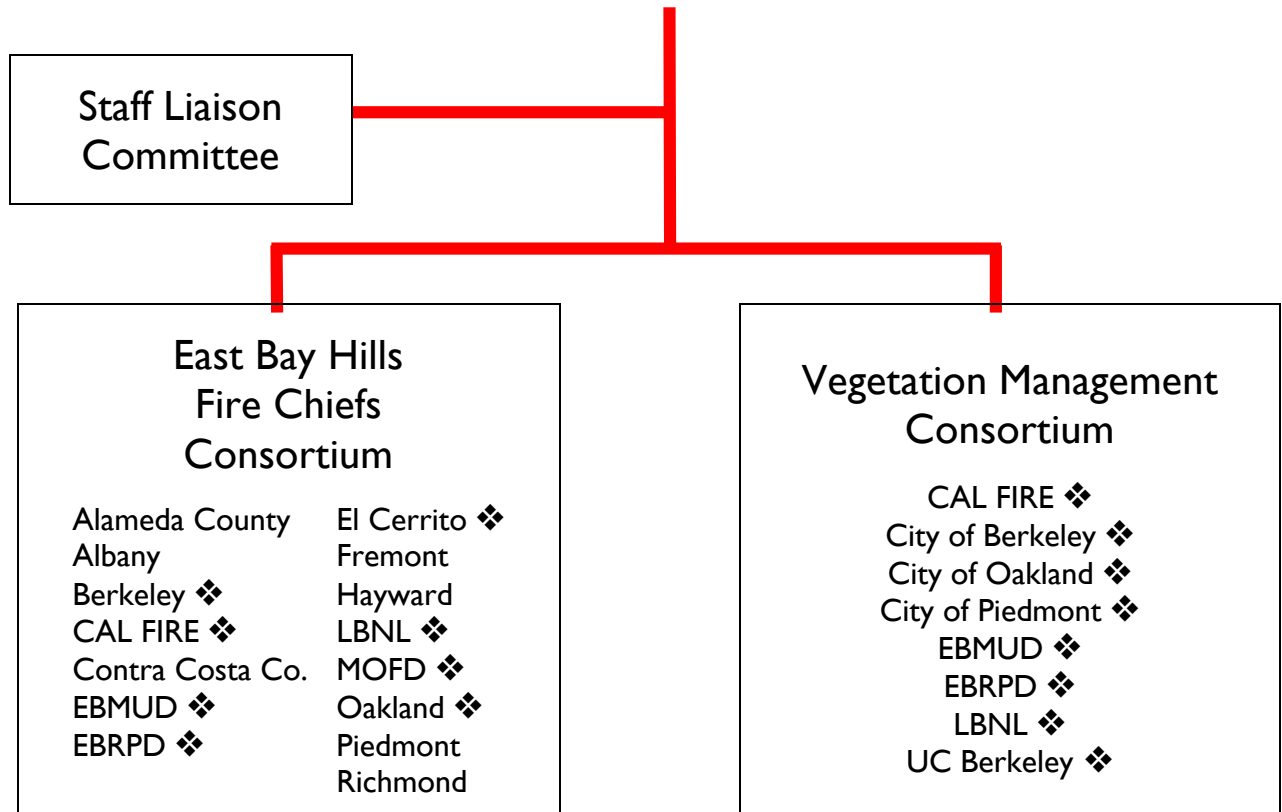 Staff Liaison
Committee
East Bay Hills
Fire Chiefs
Consortium
Alameda County
Albany
Berkeley ❖
CAL FIRE ❖
Contra Costa Co.
EBMUD ❖
EBRPD ❖
El Cerrito ❖
Fremont
Hayward
LBNL ❖
MOFD ❖
Oakland ❖
Piedmont
Richmond
Vegetation Management
Consortium
CAL FIRE ❖
City of Berkeley ❖
City of Oakland ❖
City of Piedmont ❖
EBMUD ❖
EBRPD ❖
LBNL ❖
UC Berkeley ❖